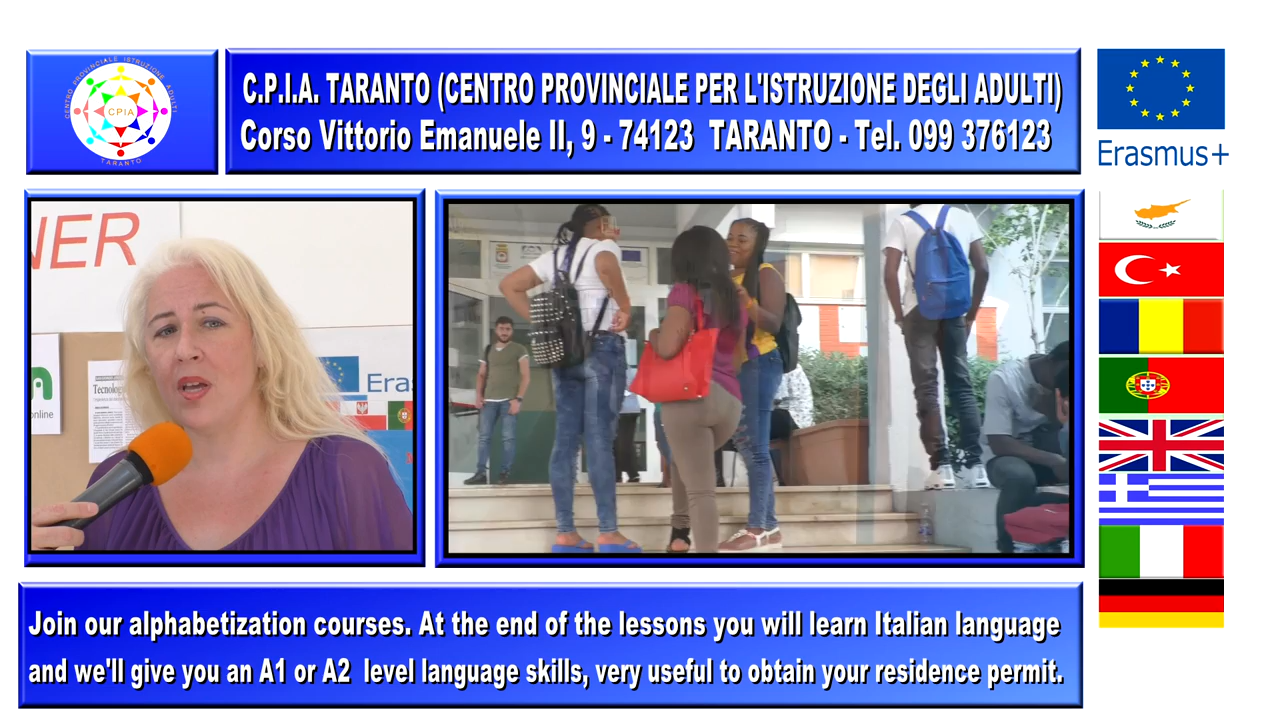 CENTRO PROVINCIALE ISTRUZIONE ADULTI
CPIA
TARANTO
C.P.I.A. TARANTO (CENTRO PROVINCIALE PER L'ISTRUZIONE DEGLI ADULTI)
Corso Vittorio Emanuele II, 9 - 74123 TARANTO - Tel. 099 376123
Erasmus+
NER
online
Tecnolog
Eras
Join our alphabetization courses. At the end of the lessons you will learn Italian language
and we'll give you an A1 or A2 level language skills, very useful to obtain your residence permit.